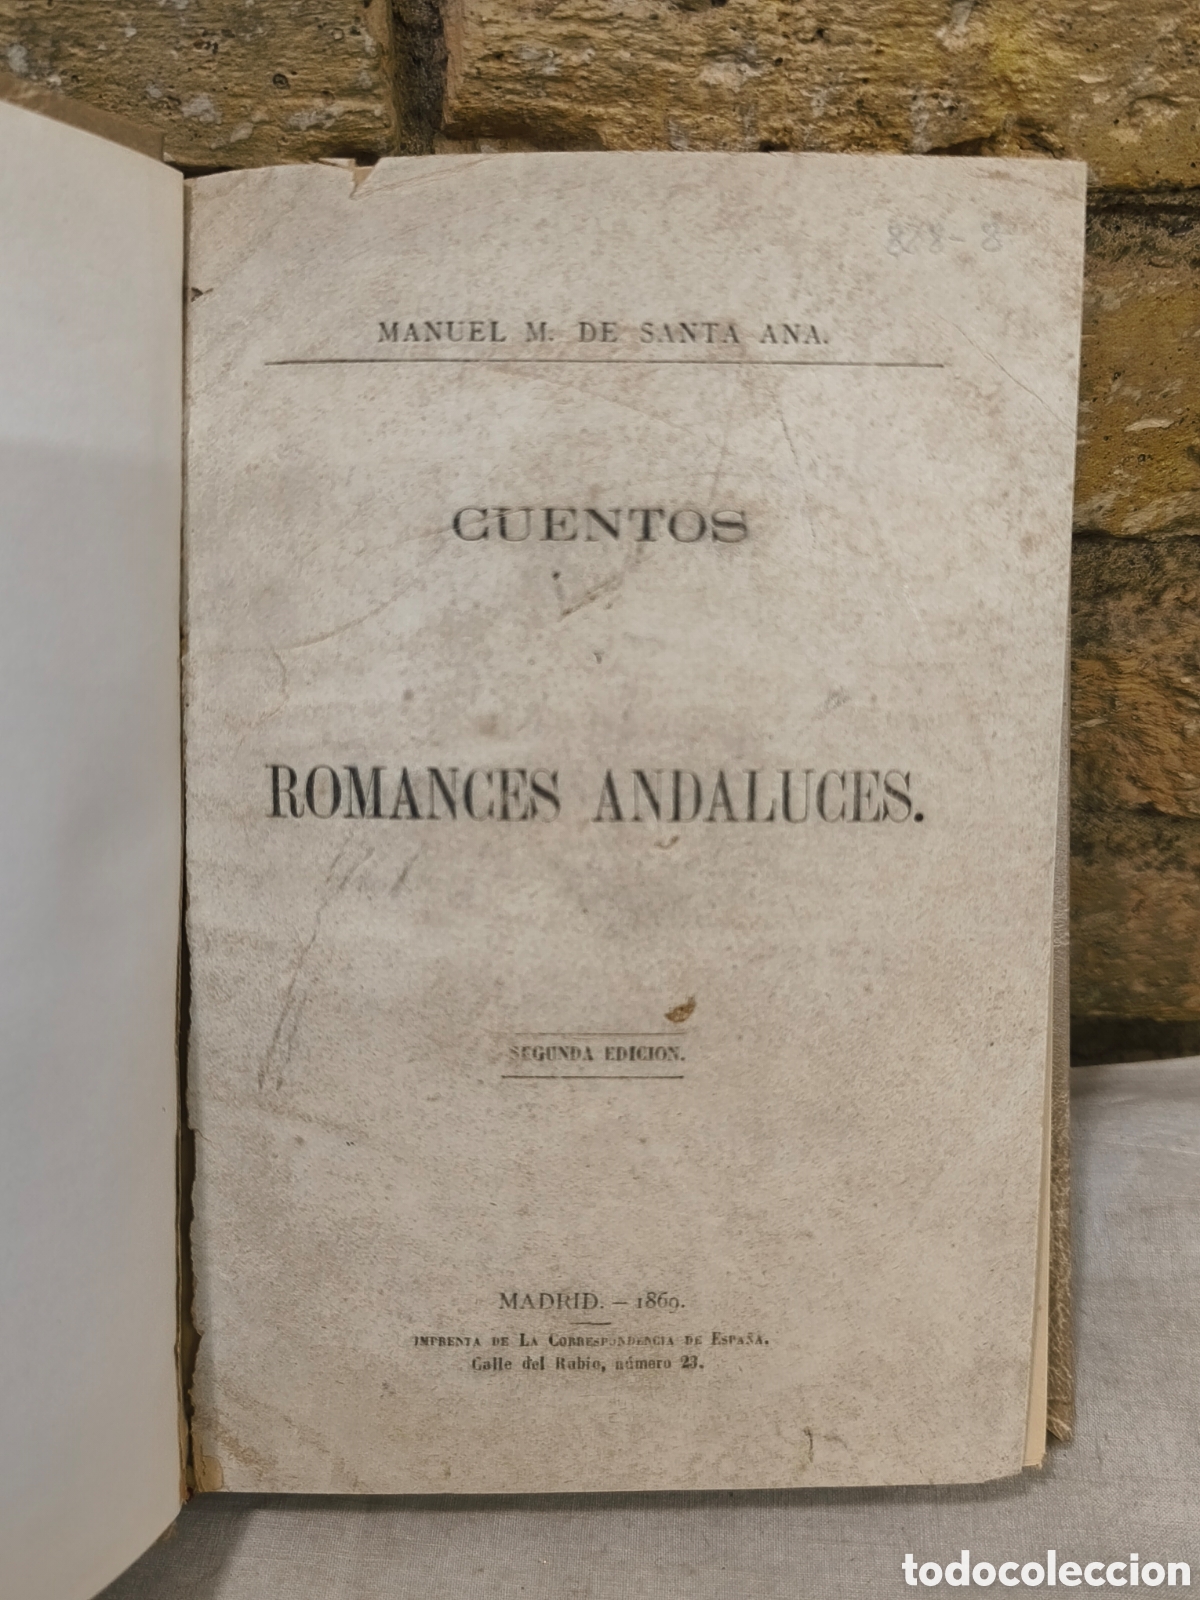 MANUEL M. DE SANTA ANA.
CUENTOS
Y
ROMANCES ANDALUCES.
SEGUNDA EDICION.
MADRID. — 1869.
IMPRENTA DE LA CORRESPONDENCIA DE ESPAÑA,
Calle del Rubio, número 23.
todocoleccion